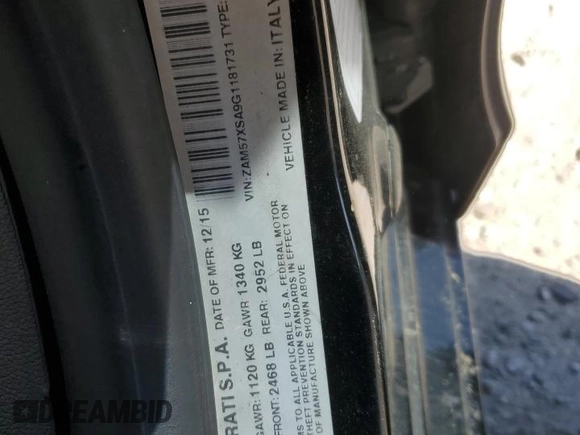 RATI S.P.A. DATE OF MFR: 12/15
GAWR: 1120 KG GAWR 1340 KG
FRONT: 2468 LB REAR: 2952 LB
MS TO ALL APPLICABLE U.S.A. FEDERAL MOTOR
THEFT PREVENTION STANDARDS IN EFFECT ON
OF MANUFACTURE SHOWN ABOVE
VIN: ZAM57XSA9G1181731 TYPE:
VEHICLE MADE IN: ITALY
DREAMBID